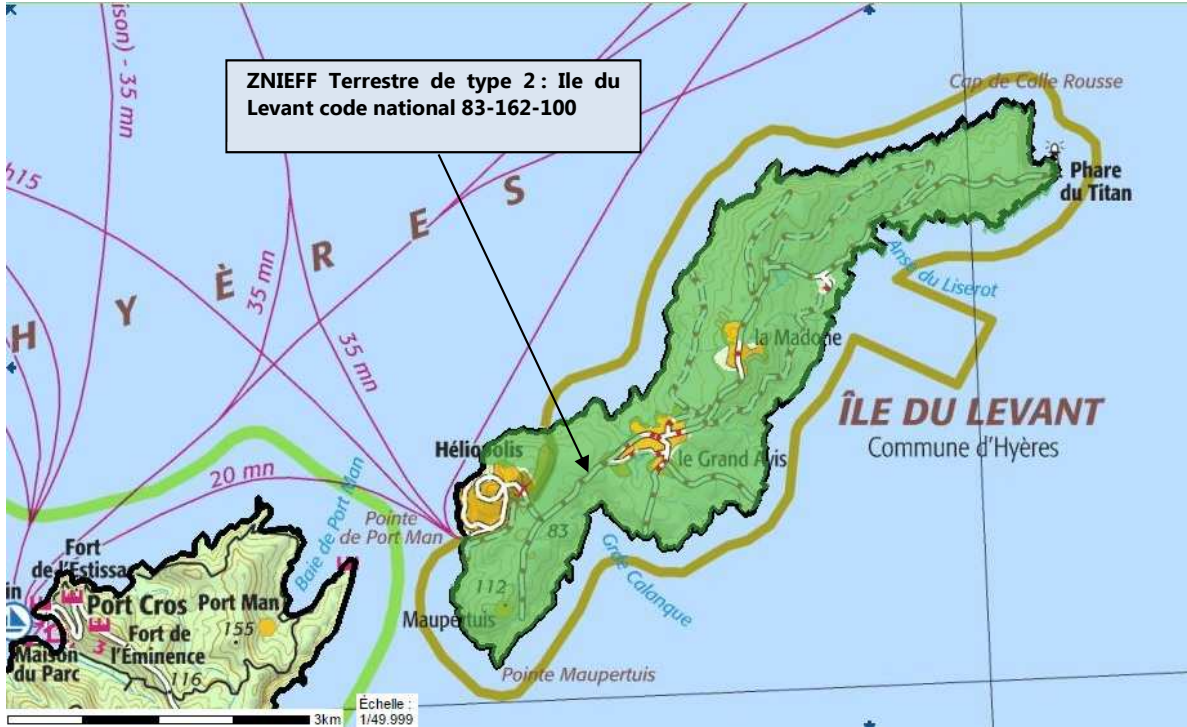 ZNIEFF Terrestre de type 2 : Ile du
Levant code national 83-162-100
ison) - 35 mn
h15
HYÈRES
35 mn
35 mn
20 mn
Cap de Calle Rousse
Phare
du Titan
Anse du Liserot
la Madone
ÎLE DU LEVANT
Commune d'Hyères
Héliopolis
le Grand Avis
Pointe
de Port Man
83
Grde Calanque
112
Maupertuis
Pointe Maupertuis
Baie de Port Man
Fort
de l'Estissac
in
Port Cros
Port Man
155
Fort de
l'Éminence
Maison
du Parc
116
3km
Échelle :
1/49.999